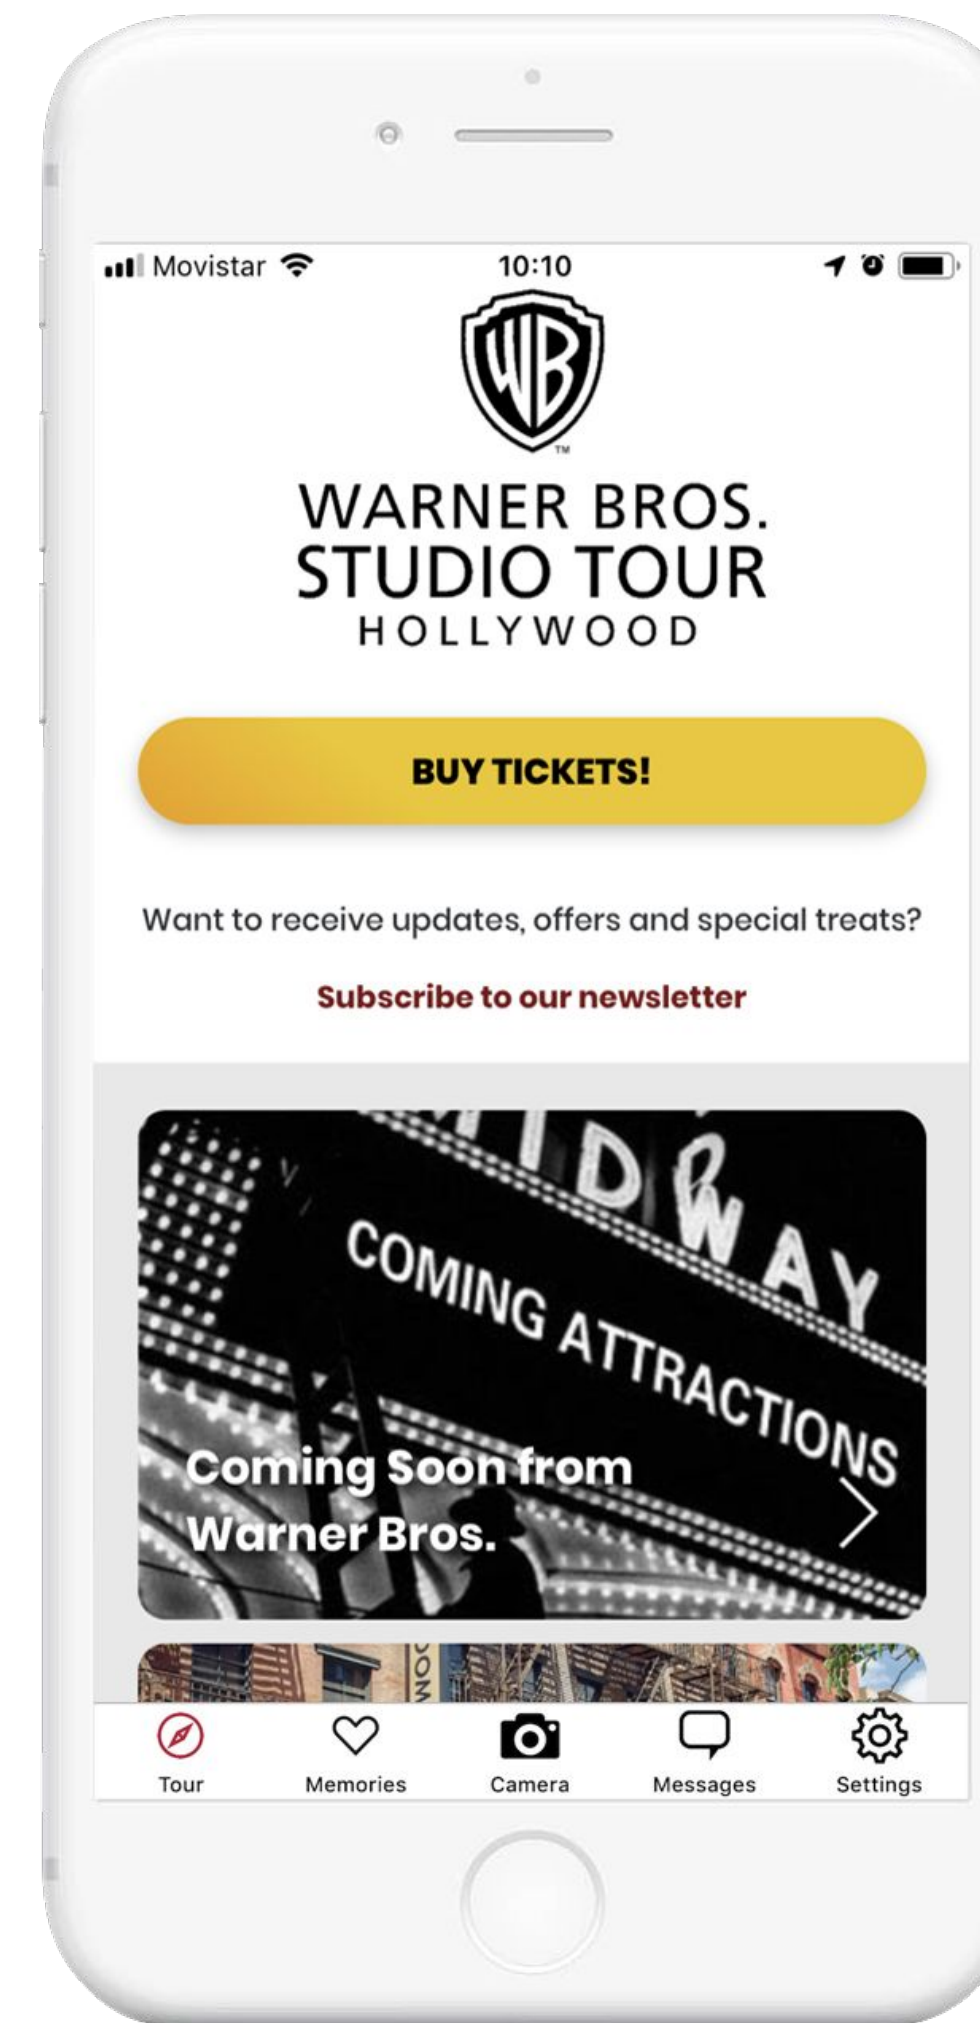 Movistar
10:10
WB
TM
WARNER BROS.
STUDIO TOUR
HOLLYWOOD
BUY TICKETS!
Want to receive updates, offers and special treats?
Subscribe to our newsletter
COMING ATTRACTIONS
Coming Soon from
Warner Bros.
Tour
Memories
Camera
Messages
Settings